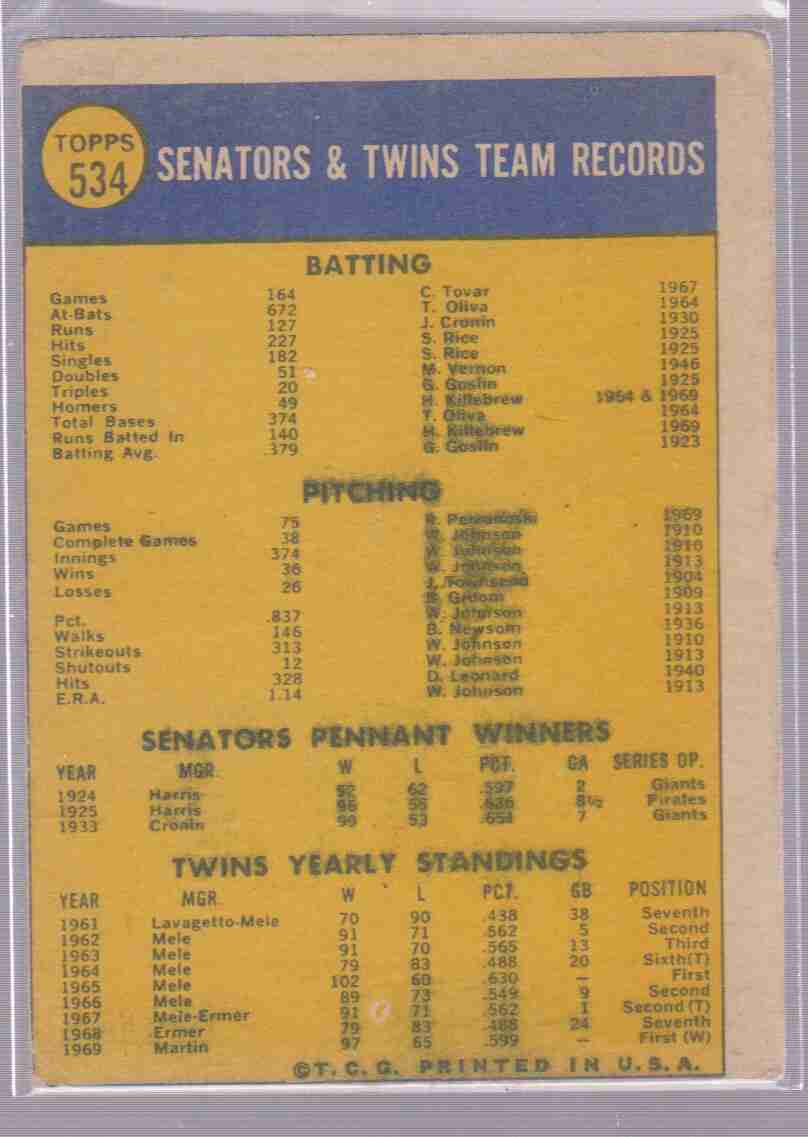 TOPPS
534
SENATORS & TWINS TEAM RECORDS
BATTING
Games 164 C. Tovar 1967
At-Bats 672 T. Oliva 1964
Runs 127 J. Cronin 1930
Hits 227 S. Rice 1925
Singles 182 S. Rice 1925
Doubles 51 M. Vernon 1946
Triples 20 G. Goslin 1925
Homers 49 H. Killebrew 1964 & 1969
Total Bases 374 T. Oliva 1964
Runs Batted In 140 H. Killebrew 1969
Batting Avg. .379 G. Goslin 1923
PITCHING
Games 75 R. Perranoski 1969
Complete Games 38 W. Johnson 1910
Innings 374 W. Johnson 1910
Wins 36 W. Johnson 1913
Losses 26 J. Townsend 1904
B. Groom 1909
Pct. .837 W. Johnson 1913
Walks 146 B. Newsom 1936
Strikeouts 313 W. Johnson 1910
Shutouts 12 W. Johnson 1913
Hits 328 D. Leonard 1940
E.R.A. 1.14 W. Johnson 1913
SENATORS PENNANT WINNERS
YEAR MGR. W L PCT. GA SERIES OP.
1924 Harris 92 62 .597 2 Giants
1925 Harris 96 55 .636 8½ Pirates
1933 Cronin 99 53 .651 7 Giants
TWINS YEARLY STANDINGS
YEAR MGR. W L PCT. GB POSITION
1961 Lavagetto-Mele 70 90 .438 38 Seventh
1962 Mele 91 71 .562 5 Second
1963 Mele 91 70 .565 13 Third
1964 Mele 79 83 .488 20 Sixth(T)
1965 Mele 102 60 .630 — First
1966 Mele 89 73 .549 9 Second
1967 Mele-Ermer 91 71 .562 1 Second (T)
1968 Ermer 79 83 .488 24 Seventh
1969 Martin 97 65 .599 — First (W)
©T. C. G. PRINTED IN U.S.A.